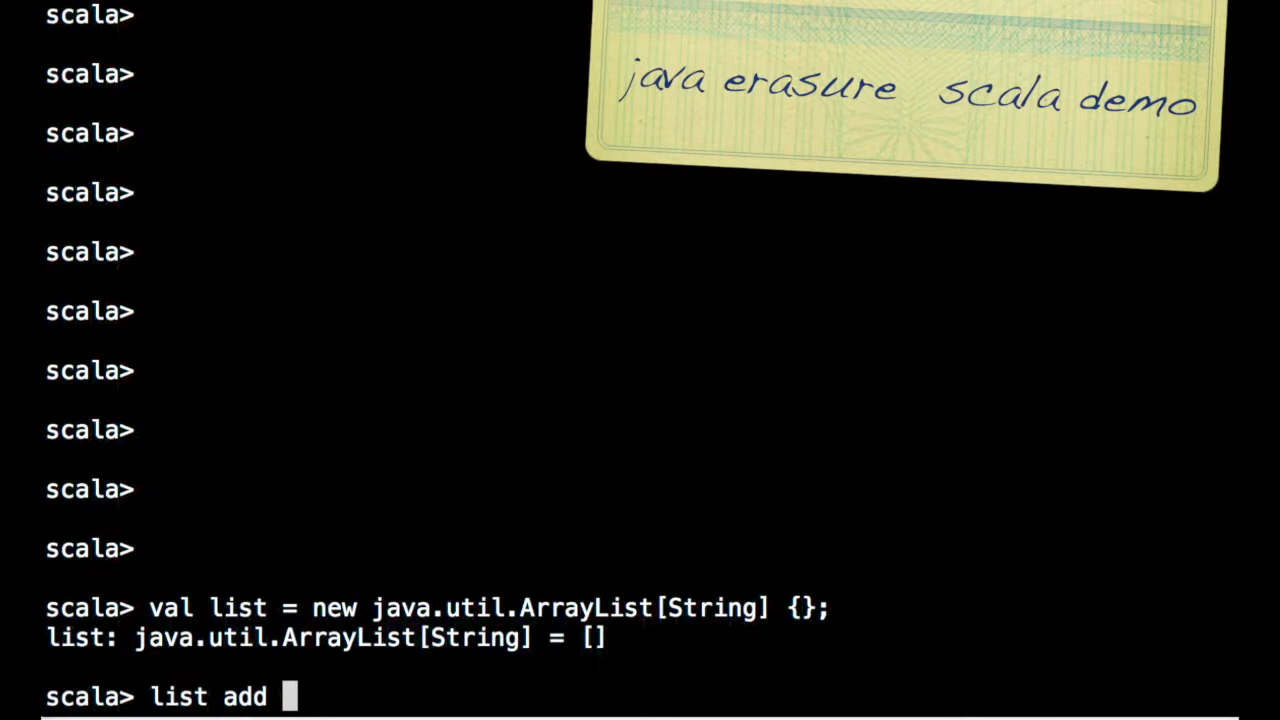 scala>
java erasure scala demo
scala>
scala>
scala>
scala>
scala>
scala>
scala>
scala>
scala>
scala> val list = new java.util.ArrayList[String] {};
list: java.util.ArrayList[String] = []
scala> list add